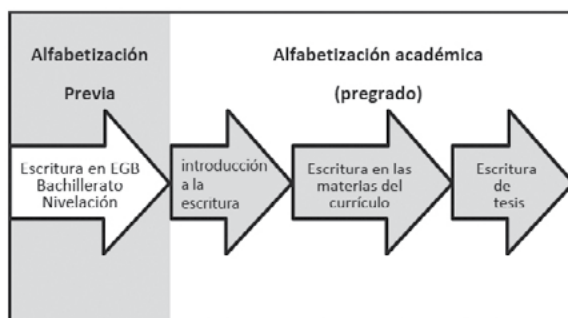 Alfabetización
Previa
Alfabetización académica
(pregrado)
Escritura en EGB
Bachillerato
Nivelación
introducción
a la
escritura
Escritura en las
materias del
currículo
Escritura
de
tesis